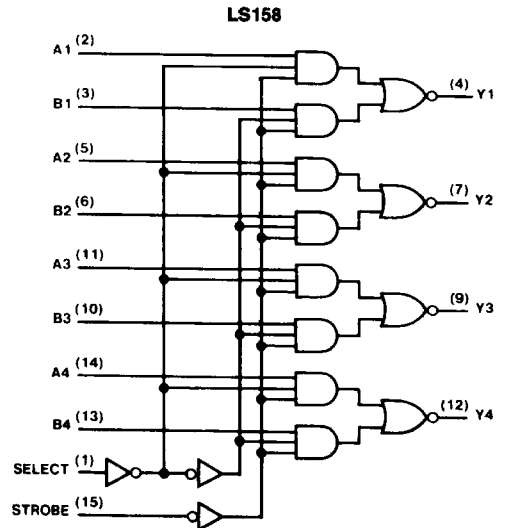 LS158
A1 (2)
(4) Y1
B1 (3)
A2 (5)
(7) Y2
B2 (6)
A3 (11)
(9) Y3
B3 (10)
A4 (14)
(12) Y4
B4 (13)
SELECT (1)
STROBE (15)